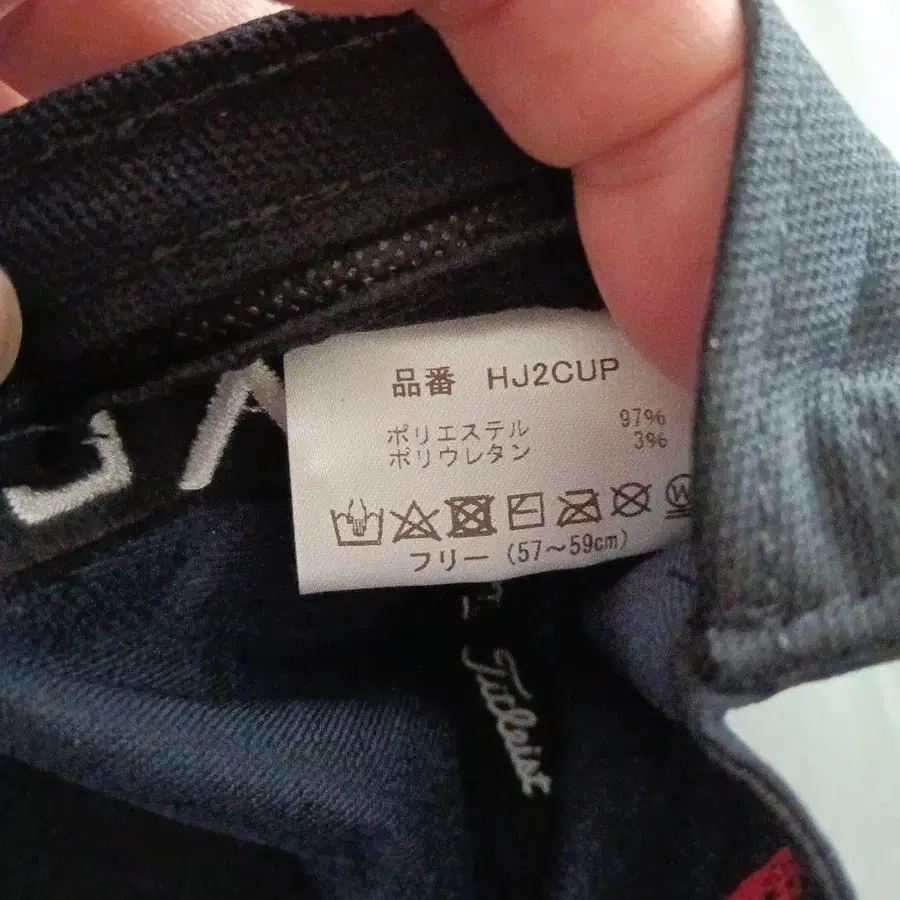 品番 HJ2CUP
ポリエステル 97%
ポリウレタン 3%
W
フリー (57～59cm)
Titleist